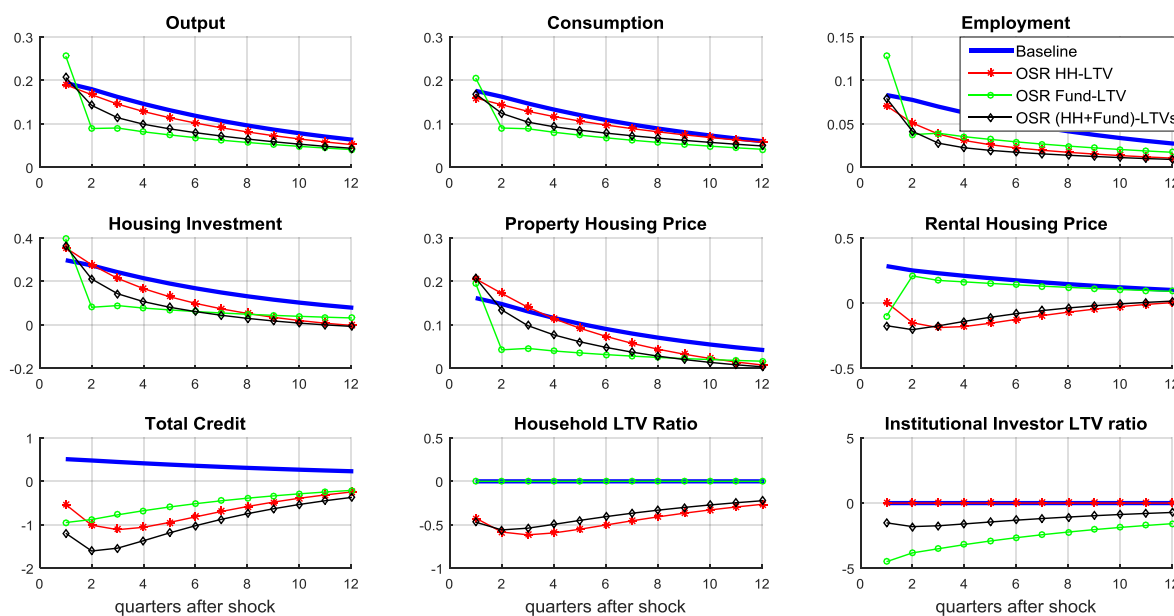 Output
Consumption
Employment
0.3
0.2
0.1
0
0 2 4 6 8 10 12
0.3
0.2
0.1
0
0 2 4 6 8 10 12
0.15
0.1
0.05
0
0 2 4 6 8 10 12
Baseline
OSR HH-LTV
OSR Fund-LTV
OSR (HH+Fund)-LTVs
Housing Investment
Property Housing Price
Rental Housing Price
0.4
0.2
0
-0.2
0 2 4 6 8 10 12
0.3
0.2
0.1
0
0 2 4 6 8 10 12
0.5
0
-0.5
0 2 4 6 8 10 12
Total Credit
Household LTV Ratio
Institutional Investor LTV ratio
1
0
-1
-2
0 2 4 6 8 10 12
quarters after shock
0.5
0
-0.5
-1
0 2 4 6 8 10 12
quarters after shock
5
0
-5
0 2 4 6 8 10 12
quarters after shock